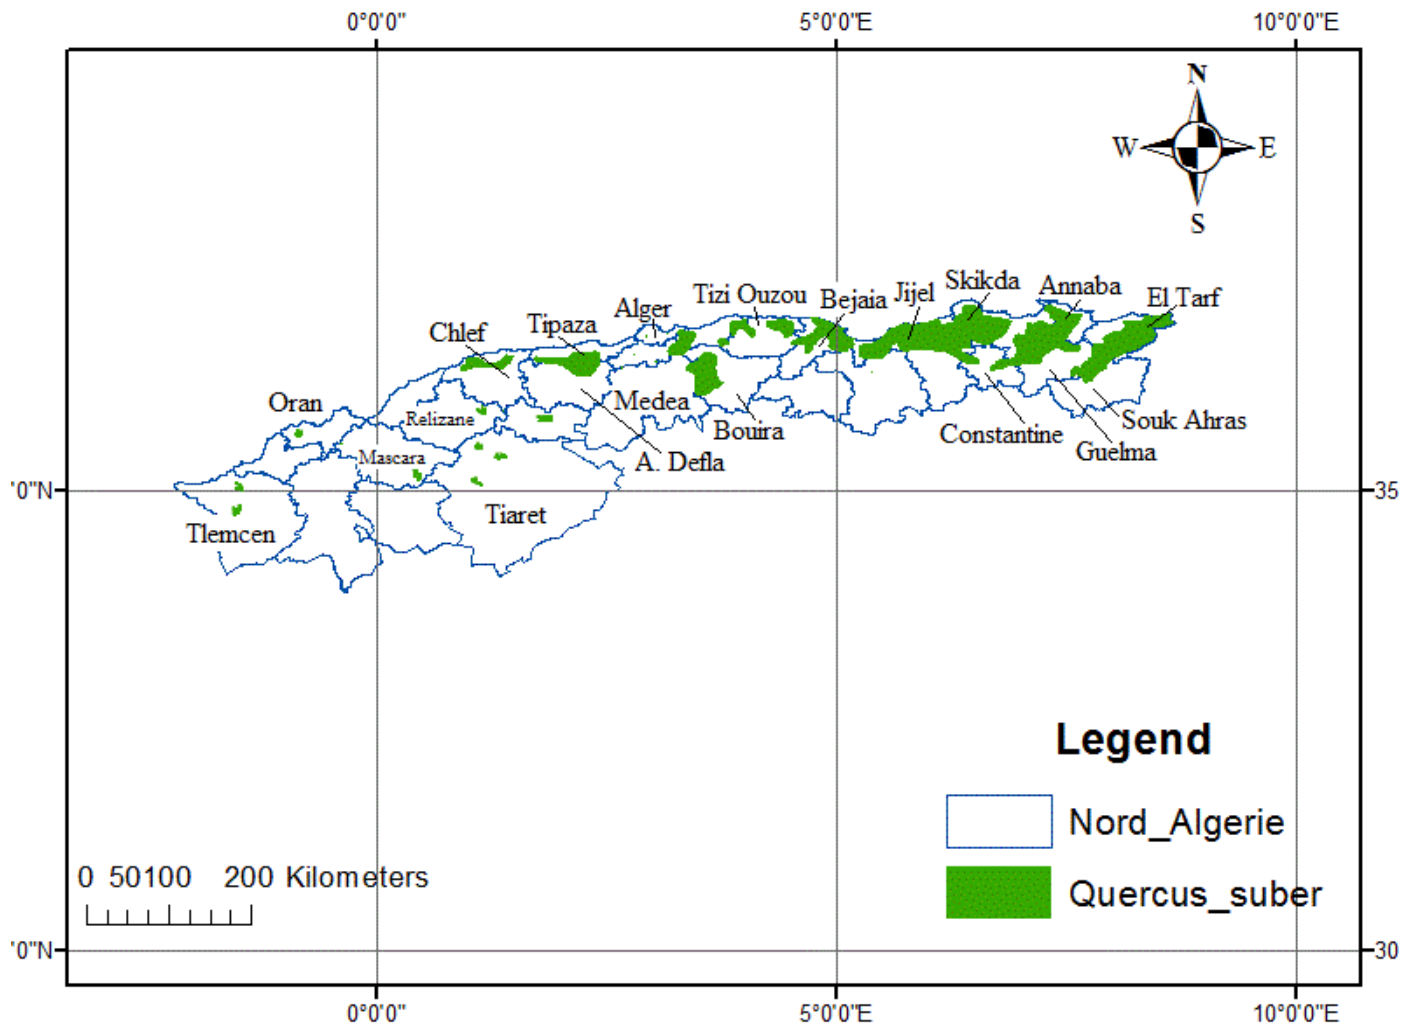 0°0'0" 5°0'0"E 10°0'0"E
N
W E
S
Skikda
Annaba
Jijel
El Tarf
Tizi Ouzou
Bejaia
Alger
Tipaza
Chlef
Oran
Relizane
Medea
Souk Ahras
Bouira
Constantine
Guelma
Mascara
A. Defla
'0"N 35
Tiaret
Tlemcen
Legend
Nord_Algerie
Quercus_suber
0 50100 200 Kilometers
'0"N 30
0°0'0" 5°0'0"E 10°0'0"E